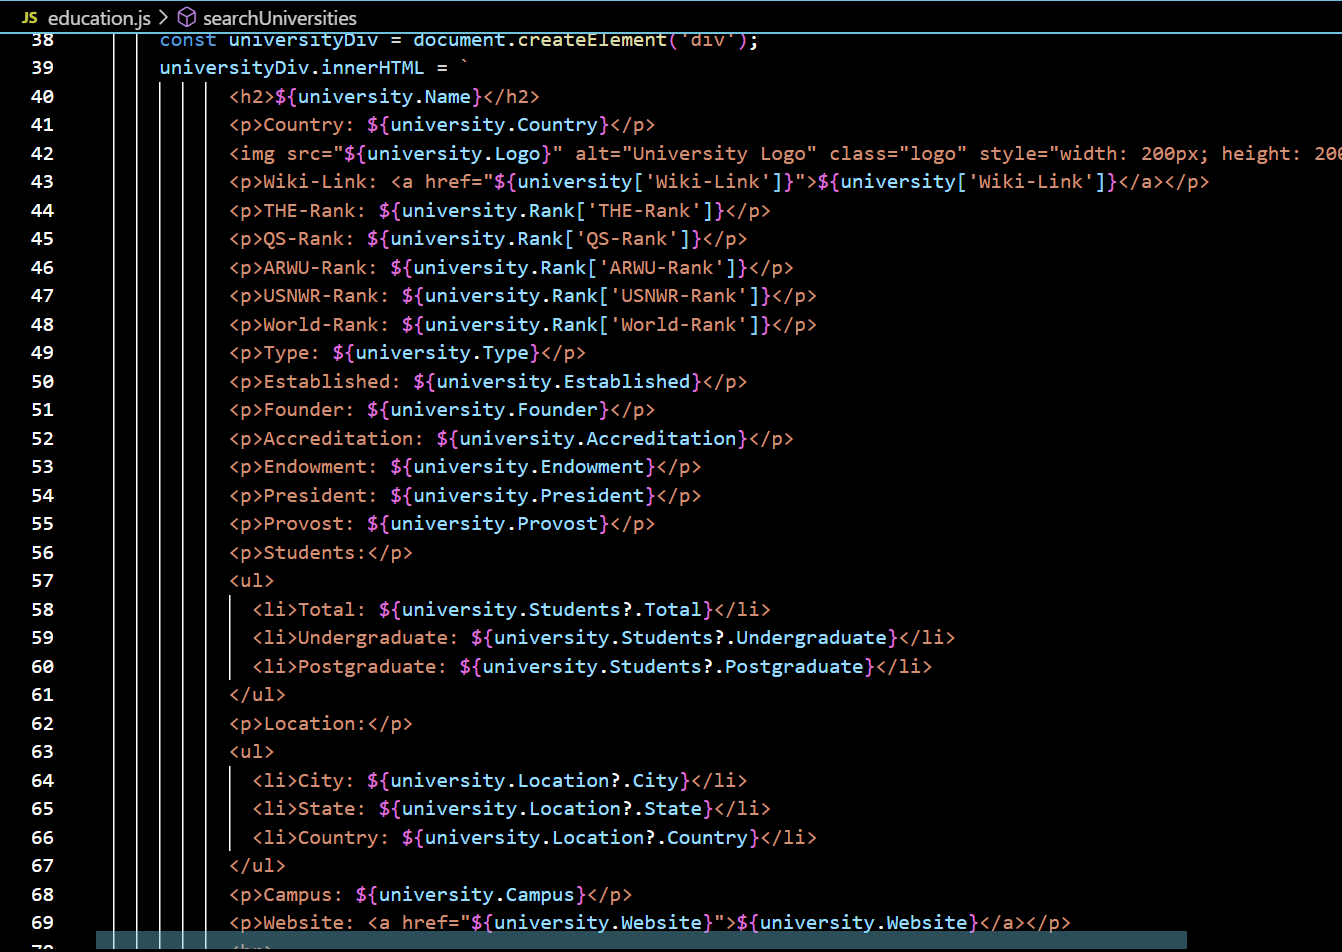 JS education.js > searchUniversities
38 const universityDiv = document.createElement('div');
39 universityDiv.innerHTML = `
40 <h2>${university.Name}</h2>
41 <p>Country: ${university.Country}</p>
42 <img src="${university.Logo}" alt="University Logo" class="logo" style="width: 200px; height: 200
43 <p>Wiki-Link: <a href="${university['Wiki-Link']}">${university['Wiki-Link']}</a></p>
44 <p>THE-Rank: ${university.Rank['THE-Rank']}</p>
45 <p>QS-Rank: ${university.Rank['QS-Rank']}</p>
46 <p>ARWU-Rank: ${university.Rank['ARWU-Rank']}</p>
47 <p>USNWR-Rank: ${university.Rank['USNWR-Rank']}</p>
48 <p>World-Rank: ${university.Rank['World-Rank']}</p>
49 <p>Type: ${university.Type}</p>
50 <p>Established: ${university.Established}</p>
51 <p>Founder: ${university.Founder}</p>
52 <p>Accreditation: ${university.Accreditation}</p>
53 <p>Endowment: ${university.Endowment}</p>
54 <p>President: ${university.President}</p>
55 <p>Provost: ${university.Provost}</p>
56 <p>Students:</p>
57 <ul>
58 <li>Total: ${university.Students?.Total}</li>
59 <li>Undergraduate: ${university.Students?.Undergraduate}</li>
60 <li>Postgraduate: ${university.Students?.Postgraduate}</li>
61 </ul>
62 <p>Location:</p>
63 <ul>
64 <li>City: ${university.Location?.City}</li>
65 <li>State: ${university.Location?.State}</li>
66 <li>Country: ${university.Location?.Country}</li>
67 </ul>
68 <p>Campus: ${university.Campus}</p>
69 <p>Website: <a href="${university.Website}">${university.Website}</a></p>